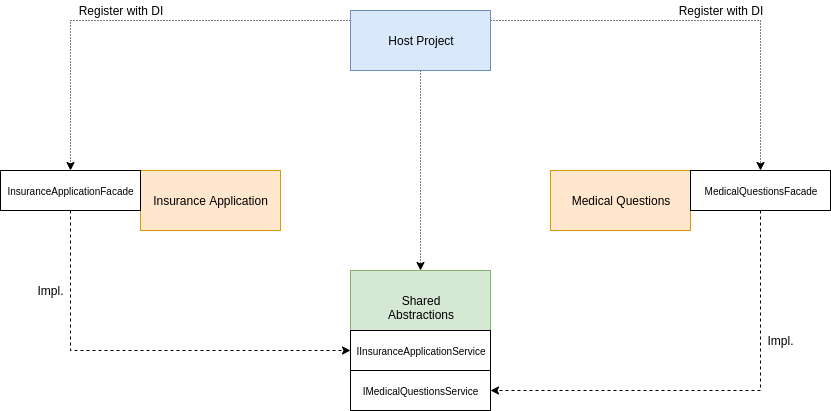 Register with DI
Register with DI
Host Project
InsuranceApplicationFacade
Insurance Application
Medical Questions
MedicalQuestionsFacade
Impl.
Shared
Abstractions
IInsuranceApplicationService
Impl.
IMedicalQuestionsService